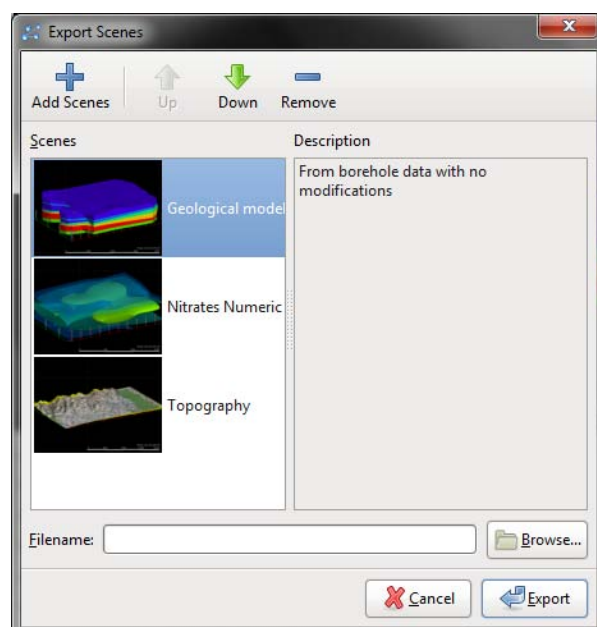 Export Scenes
x
Add Scenes Up Down Remove
Scenes
Description
Geological model
Nitrates Numeric
Topography
From borehole data with no
modifications
Filename:
Browse...
Cancel
Export